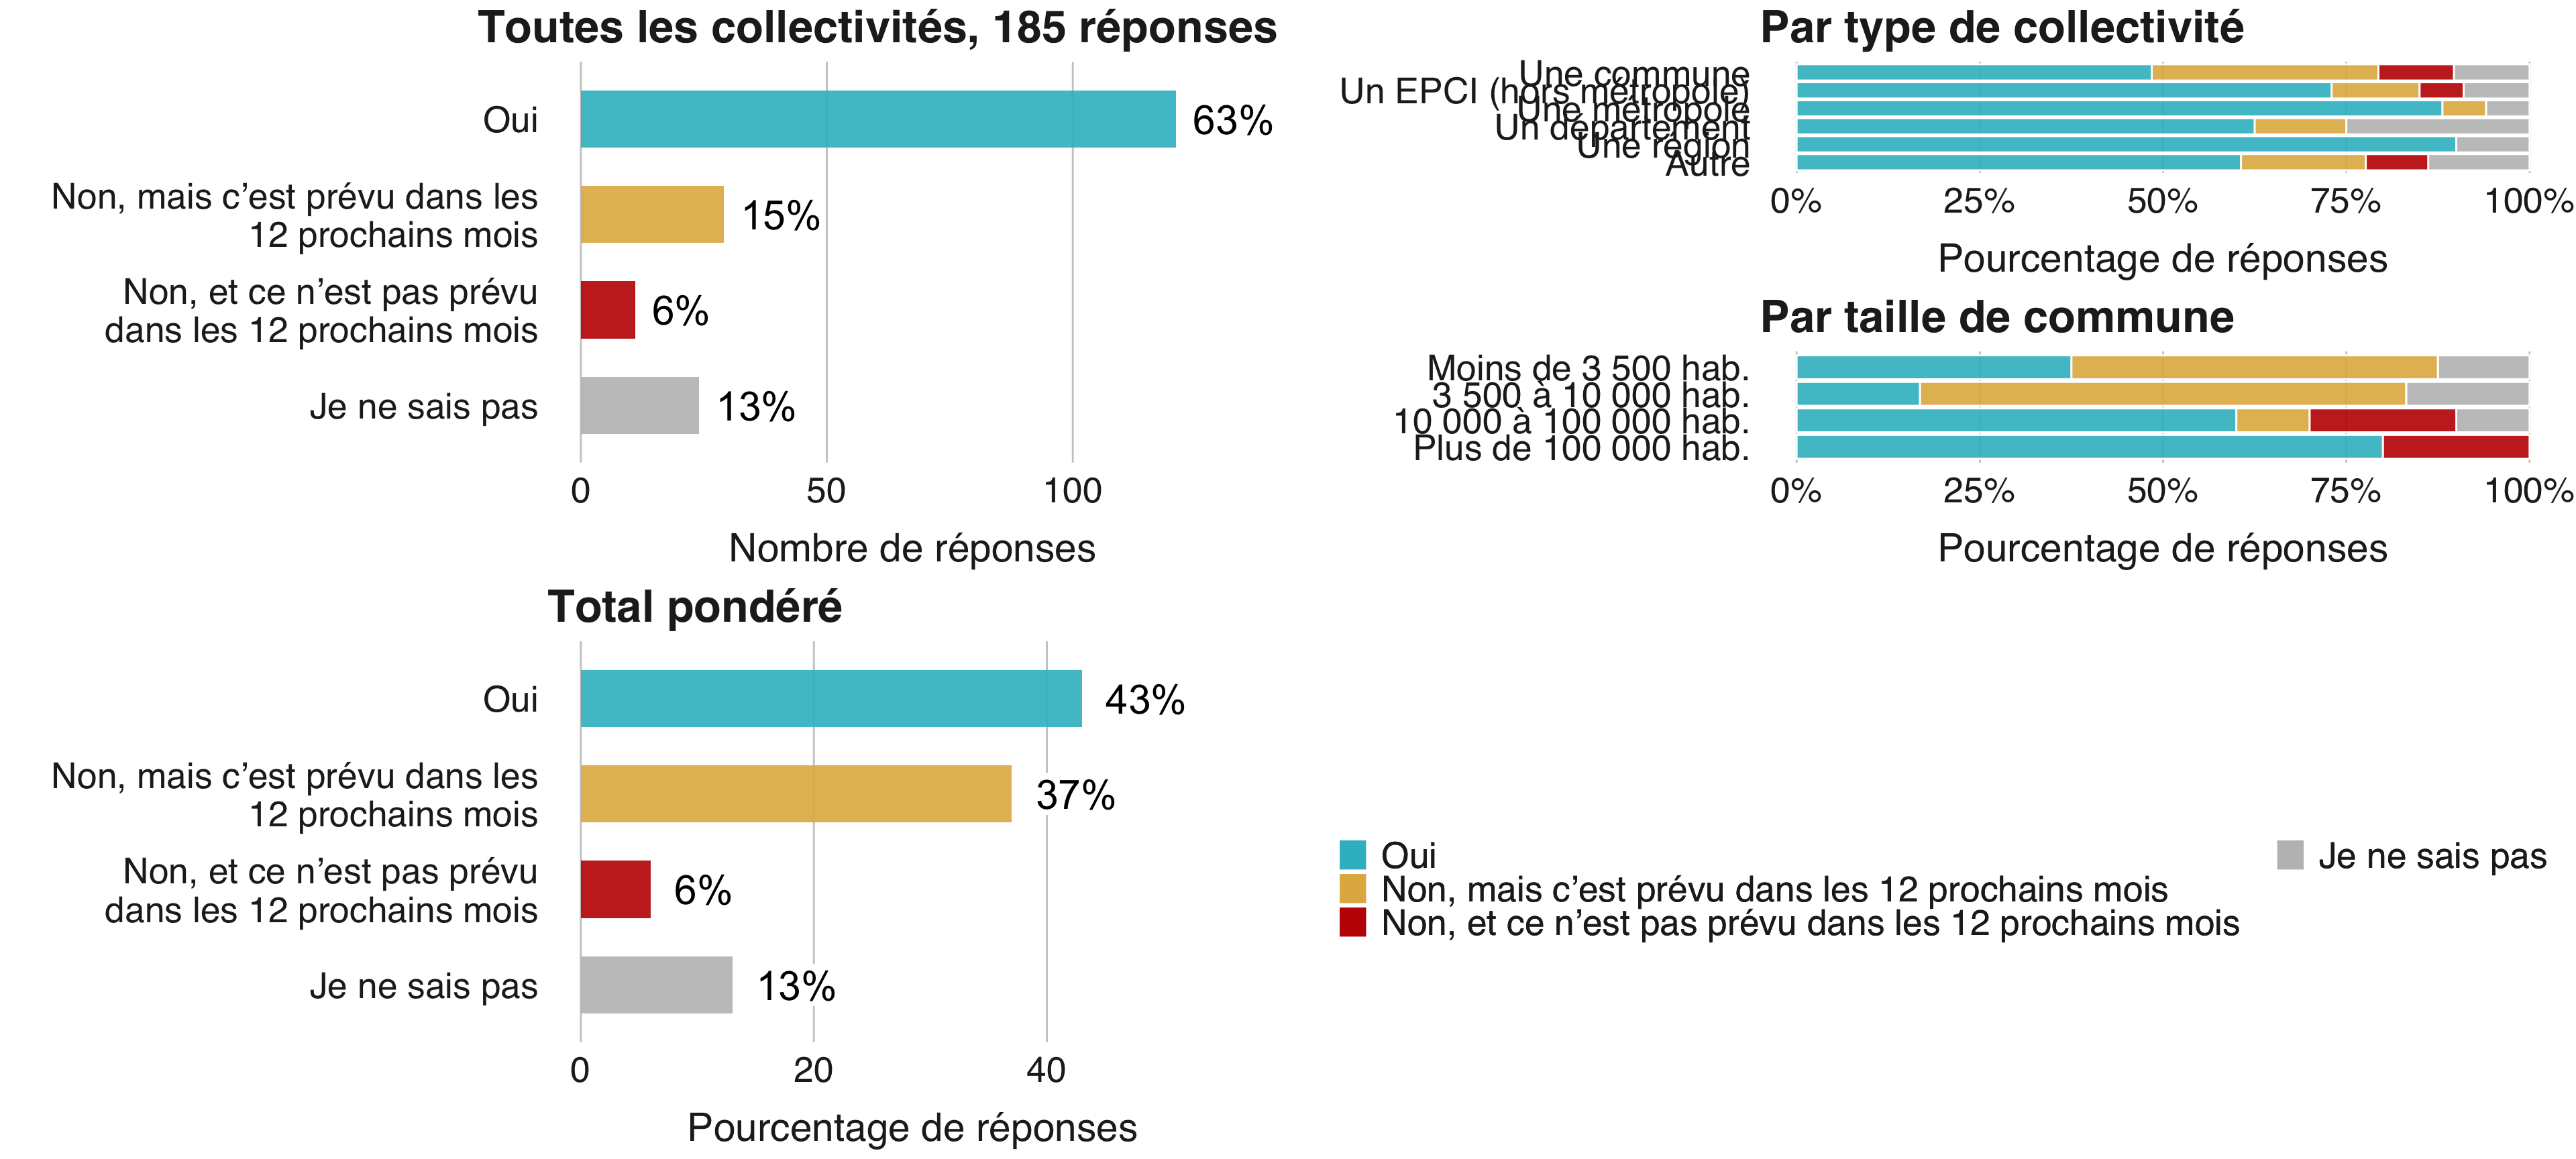 Toutes les collectivités, 185 réponses
Oui
63%
Non, mais c’est prévu dans les
12 prochains mois
15%
Non, et ce n’est pas prévu
dans les 12 prochains mois
6%
Je ne sais pas
13%
0 50 100
Nombre de réponses
Total pondéré
Oui
43%
Non, mais c’est prévu dans les
12 prochains mois
37%
Non, et ce n’est pas prévu
dans les 12 prochains mois
6%
Je ne sais pas
13%
0 20 40
Pourcentage de réponses
Par type de collectivité
Une commune
Un EPCI (hors métropole)
Une métropole
Un département
Une région
Autre
0% 25% 50% 75% 100%
Pourcentage de réponses
Par taille de commune
Moins de 3 500 hab.
3 500 à 10 000 hab.
10 000 à 100 000 hab.
Plus de 100 000 hab.
0% 25% 50% 75% 100%
Pourcentage de réponses
Oui
Non, mais c’est prévu dans les 12 prochains mois
Non, et ce n’est pas prévu dans les 12 prochains mois
Je ne sais pas